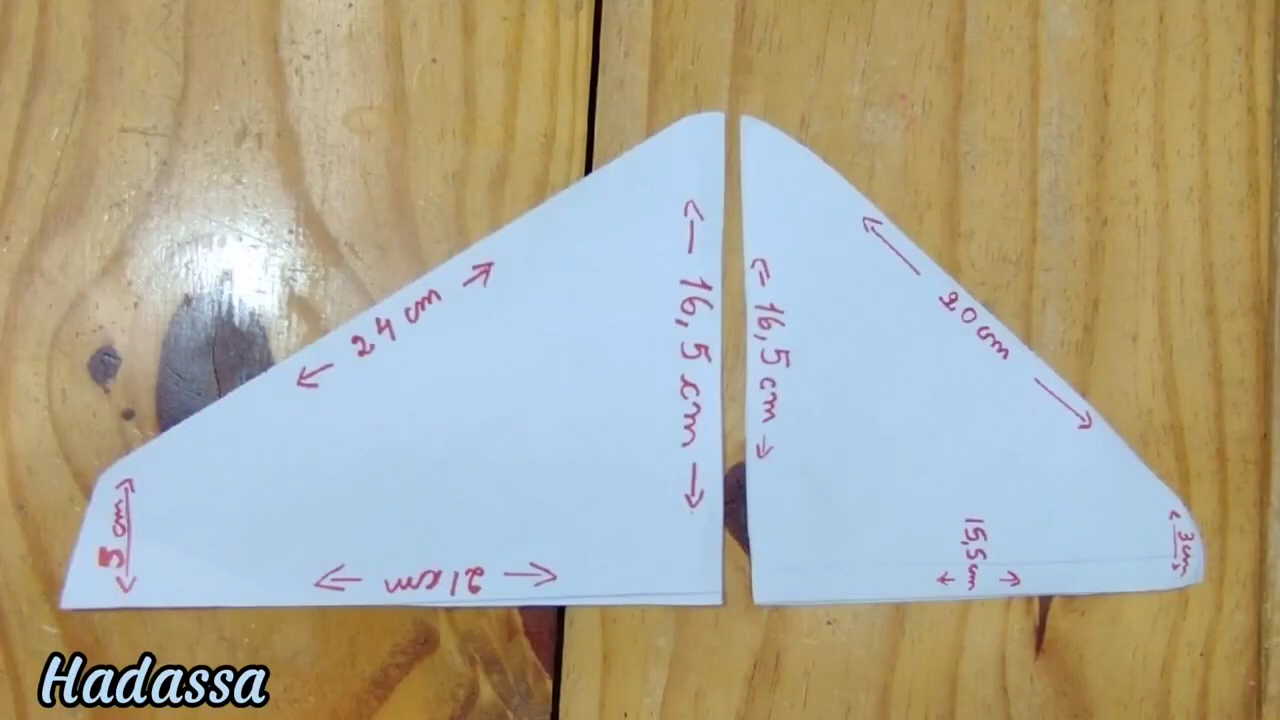 24 cm
16,5 cm
5 cm
21 cm
16,5 cm
20 cm
15,5 cm
3 cm
Hadassa